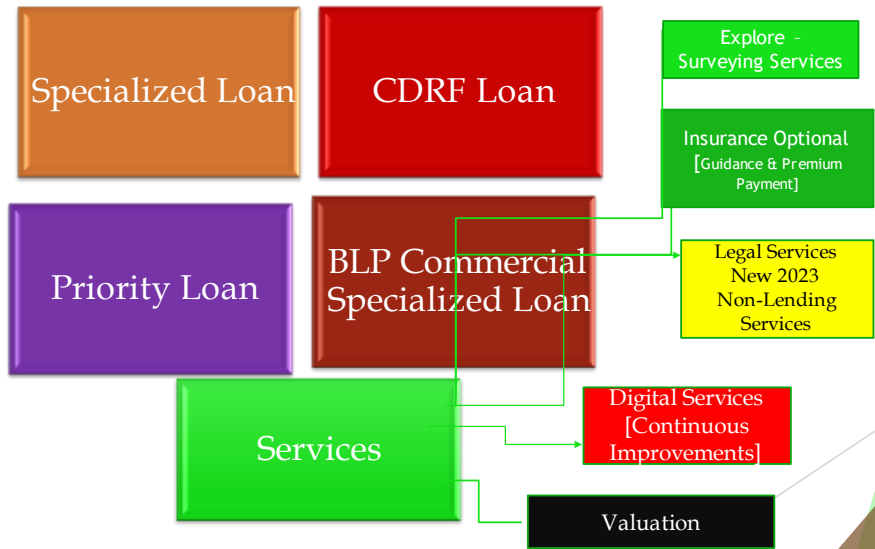 Specialized Loan
CDRF Loan
Explore -
Surveying Services
Insurance Optional
[Guidance & Premium
Payment]
Priority Loan
BLP Commercial
Specialized Loan
Legal Services
New 2023
Non-Lending
Services
Services
Digital Services
[Continuous
Improvements]
Valuation